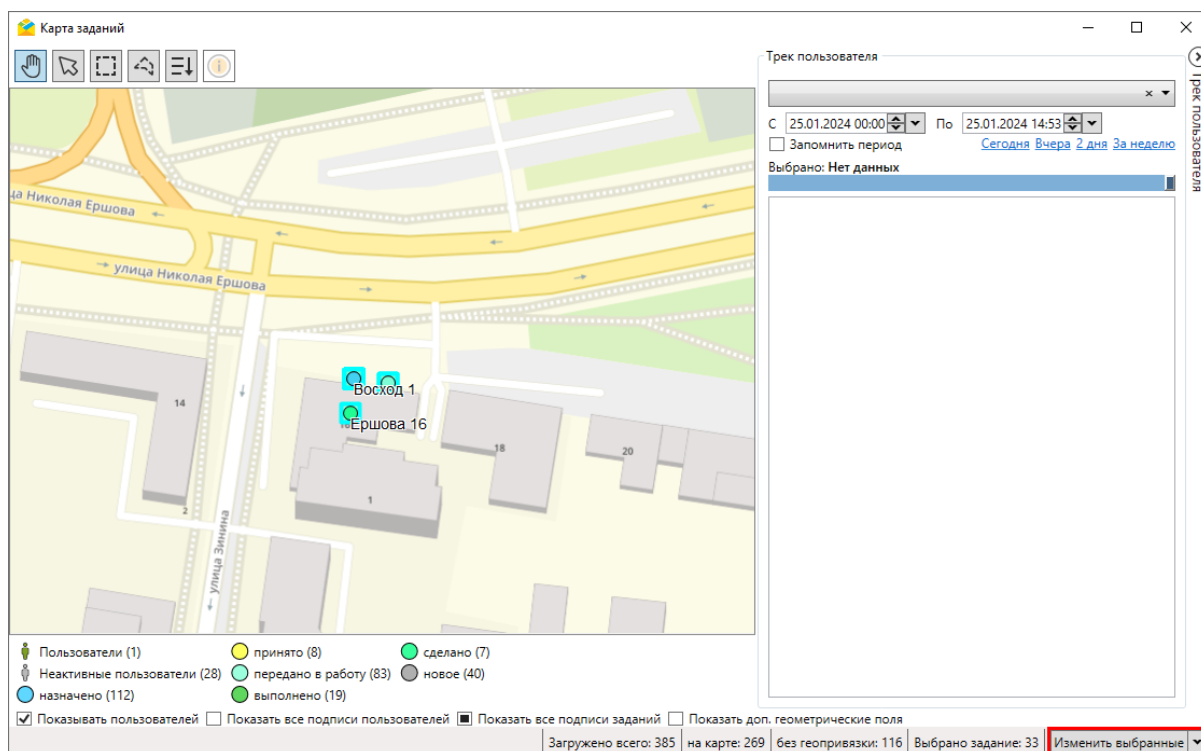 Карта заданий
Трек пользователя
Трек пользователя
С 25.01.2024 00:00 По 25.01.2024 14:53
Запомнить период Сегодня Вчера 2 дня За неделю
Выбрано: Нет данных
ца Николая Ершова
улица Николая Ершова
Восход 1
Ершова 16
14
18
20
1
2
улица Зинина
Пользователи (1)
принято (8)
сделано (7)
Неактивные пользователи (28)
передано в работу (83)
новое (40)
назначено (112)
выполнено (19)
Показывать пользователей
Показать все подписи пользователей
Показать все подписи заданий
Показать доп. геометрические поля
Загружено всего: 385 на карте: 269 без геопривязки: 116 Выбрано задание: 33 Изменить выбранные